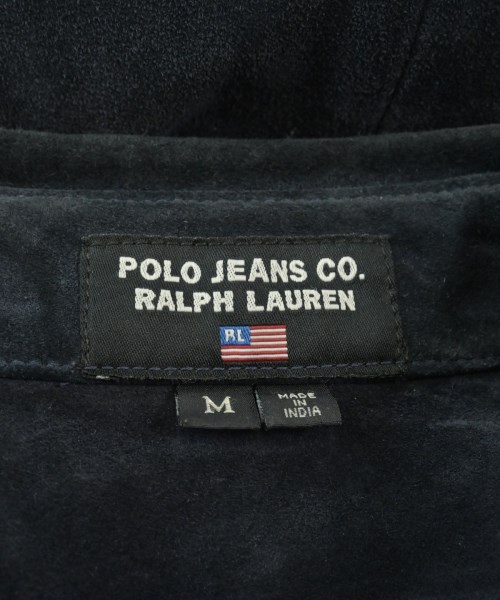 POLO JEANS CO.
RALPH LAUREN
RL
M
MADE
IN
INDIA